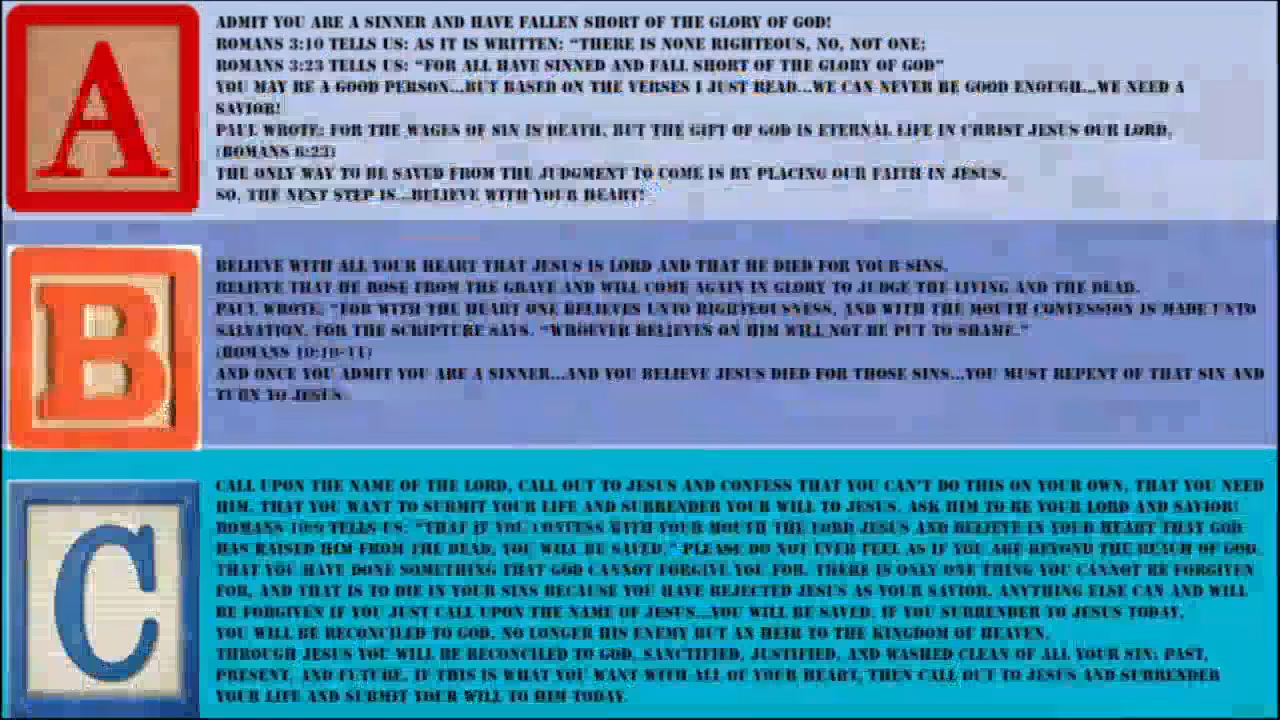 A
ADMIT YOU ARE A SINNER AND HAVE FALLEN SHORT OF THE GLORY OF GOD!
ROMANS 3:10 TELLS US: AS IT IS WRITTEN: "THERE IS NONE RIGHTEOUS, NO, NOT ONE;
ROMANS 3:23 TELLS US: "FOR ALL HAVE SINNED AND FALL SHORT OF THE GLORY OF GOD"
YOU MAY BE A GOOD PERSON...BUT BASED ON THE VERSES I JUST READ...WE CAN NEVER BE GOOD ENOUGH...WE NEED A
SAVIOR!
PAUL WROTE: FOR THE WAGES OF SIN IS DEATH, BUT THE GIFT OF GOD IS ETERNAL LIFE IN CHRIST JESUS OUR LORD.
(ROMANS 6:23)
THE ONLY WAY TO BE SAVED FROM THE JUDGMENT TO COME IS BY PLACING OUR FAITH IN JESUS.
SO, THE NEXT STEP IS...BELIEVE WITH YOUR HEART!
B
BELIEVE WITH ALL YOUR HEART THAT JESUS IS LORD AND THAT HE DIED FOR YOUR SINS.
BELIEVE THAT HE ROSE FROM THE GRAVE AND WILL COME AGAIN IN GLORY TO JUDGE THE LIVING AND THE DEAD.
PAUL WROTE: "FOR WITH THE HEART ONE BELIEVES UNTO RIGHTEOUSNESS, AND WITH THE MOUTH CONFESSION IS MADE UNTO
SALVATION. FOR THE SCRIPTURE SAYS, "WHOEVER BELIEVES ON HIM WILL NOT BE PUT TO SHAME."
(ROMANS 10:10-11)
AND ONCE YOU ADMIT YOU ARE A SINNER...AND YOU BELIEVE JESUS DIED FOR THOSE SINS...YOU MUST REPENT OF THAT SIN AND
TURN TO JESUS.
C
CALL UPON THE NAME OF THE LORD, CALL OUT TO JESUS AND CONFESS THAT YOU CAN'T DO THIS ON YOUR OWN, THAT YOU NEED
HIM, THAT YOU WANT TO SUBMIT YOUR LIFE AND SURRENDER YOUR WILL TO JESUS. ASK HIM TO BE YOUR LORD AND SAVIOR!
ROMANS 10:9 TELLS US: "THAT IF YOU CONFESS WITH YOUR MOUTH THE LORD JESUS AND BELIEVE IN YOUR HEART THAT GOD
HAS RAISED HIM FROM THE DEAD, YOU WILL BE SAVED." PLEASE DO NOT EVER FEEL AS IF YOU ARE BEYOND THE REACH OF GOD,
THAT YOU HAVE DONE SOMETHING THAT GOD CANNOT FORGIVE YOU FOR. THERE IS ONLY ONE THING YOU CANNOT BE FORGIVEN
FOR, AND THAT IS TO DIE IN YOUR SINS BECAUSE YOU HAVE REJECTED JESUS AS YOUR SAVIOR. ANYTHING ELSE CAN AND WILL
BE FORGIVEN IF YOU JUST CALL UPON THE NAME OF JESUS...YOU WILL BE SAVED. IF YOU SURRENDER TO JESUS TODAY,
YOU WILL BE RECONCILED TO GOD, NO LONGER HIS ENEMY BUT AN HEIR TO THE KINGDOM OF HEAVEN.
THROUGH JESUS YOU WILL BE RECONCILED TO GOD, SANCTIFIED, JUSTIFIED, AND WASHED CLEAN OF ALL YOUR SIN: PAST,
PRESENT, AND FUTURE. IF THIS IS WHAT YOU WANT WITH ALL OF YOUR HEART, THEN CALL OUT TO JESUS AND SURRENDER
YOUR LIFE AND SUBMIT YOUR WILL TO HIM TODAY.